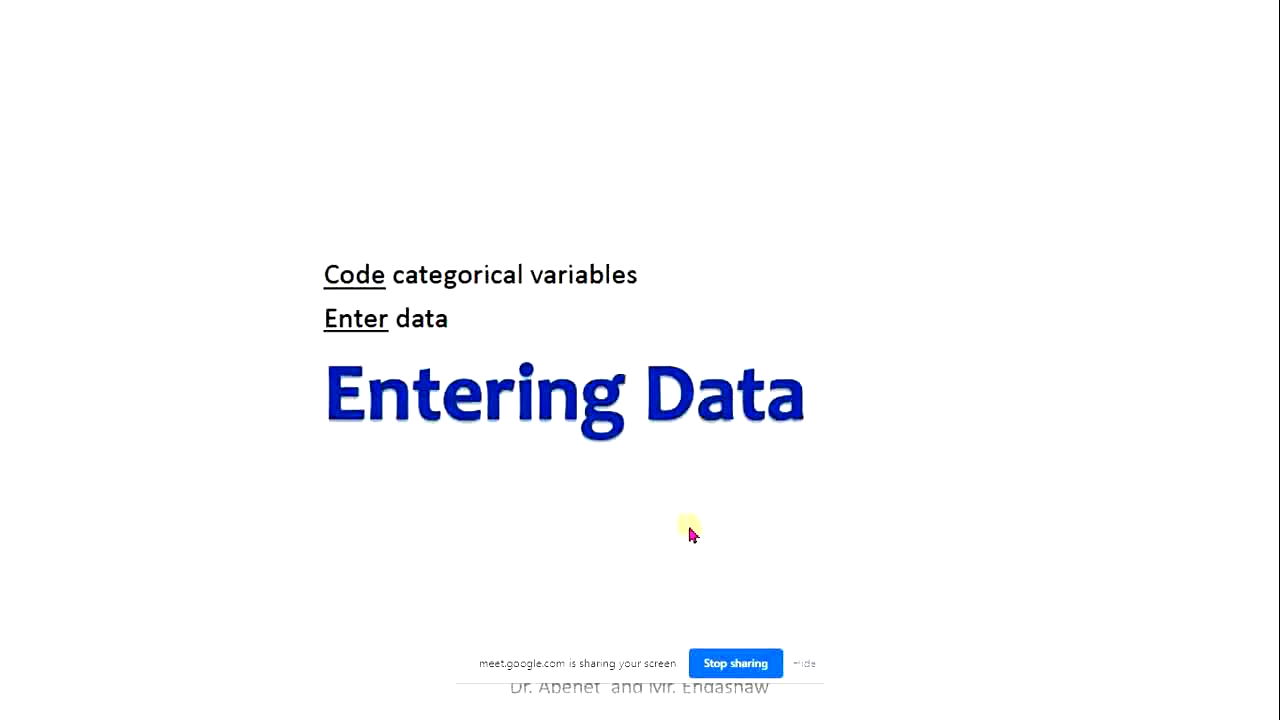 Code categorical variables
Enter data
Entering Data
meet.google.com is sharing your screen Stop sharing Hide
Dr. Abenet and Mr. Endashaw